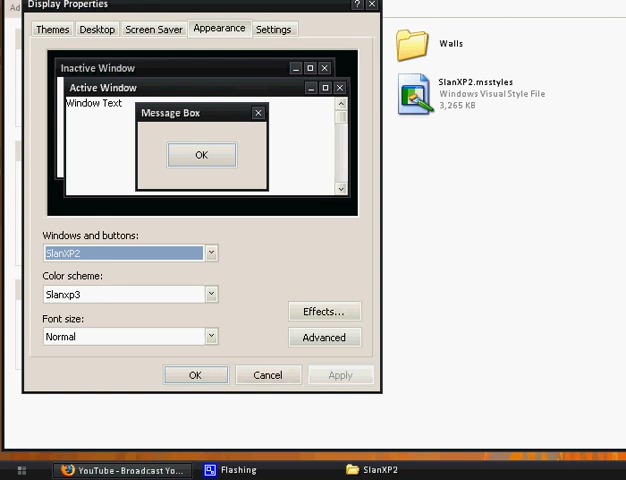 Ad
Display Properties
Themes
Desktop
Screen Saver
Appearance
Settings
Inactive Window
Active Window
Window Text
Message Box
OK
Windows and buttons:
SlanXP2
Color scheme:
Slanxp3
Font size:
Normal
Effects...
Advanced
OK
Cancel
Apply
Walls
SlanXP2.msstyles
Windows Visual Style File
3,265 KB
YouTube - Broadcast Yo...
Flashing
SlanXP2